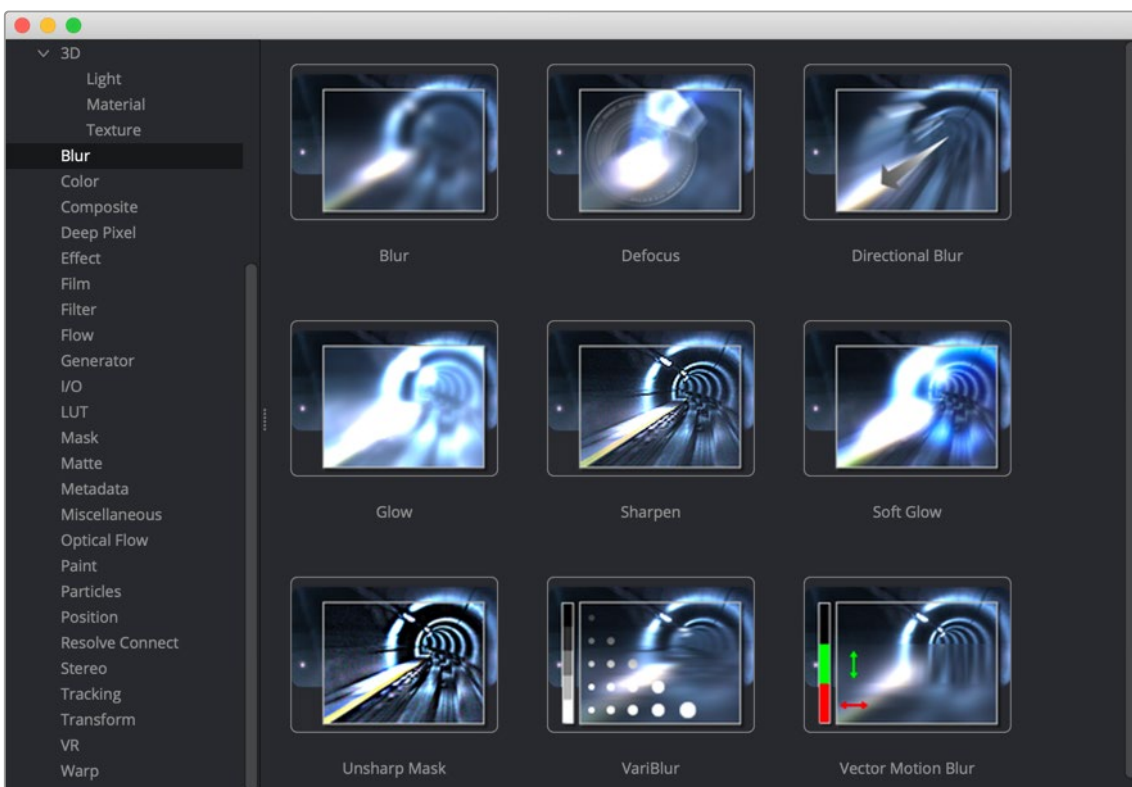 3D
Light
Material
Texture
Blur
Color
Composite
Deep Pixel
Effect
Film
Filter
Flow
Generator
I/O
LUT
Mask
Matte
Metadata
Miscellaneous
Optical Flow
Paint
Particles
Position
Resolve Connect
Stereo
Tracking
Transform
VR
Warp
Blur
Defocus
Directional Blur
Glow
Sharpen
Soft Glow
Unsharp Mask
VariBlur
Vector Motion Blur